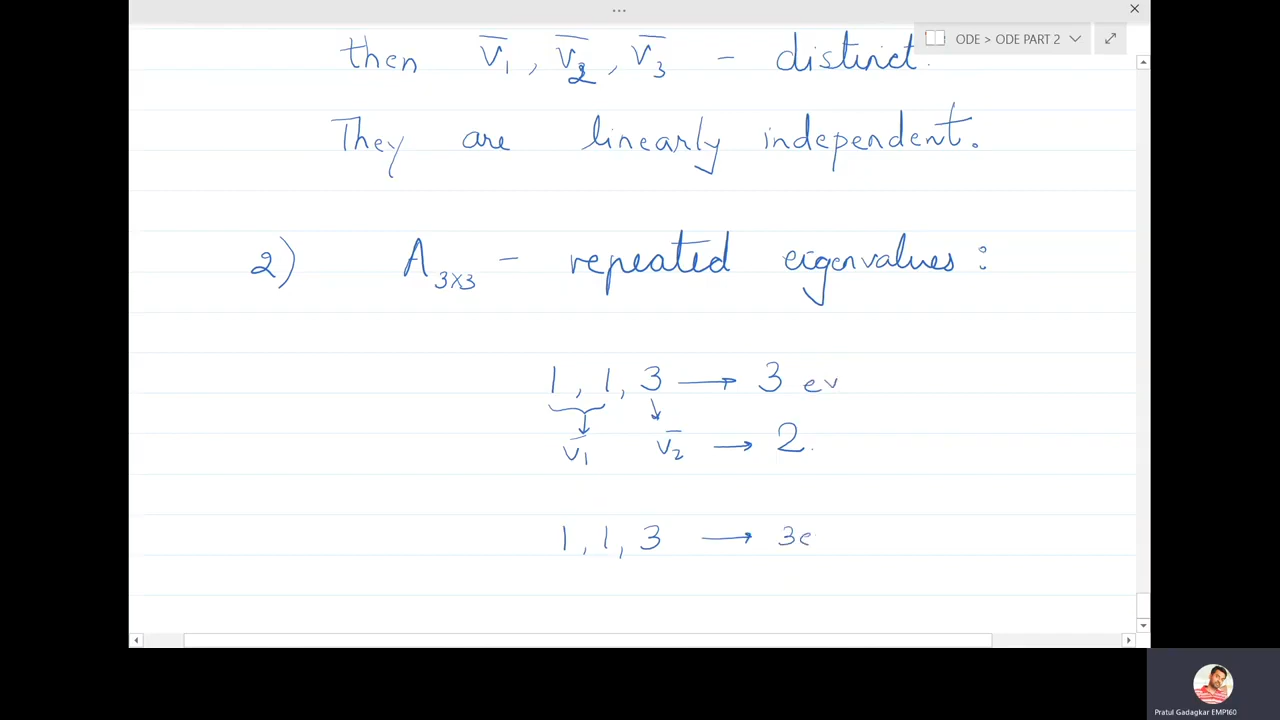 ...
ODE > ODE PART 2
then v̅₁, v̅₂, v̅₃ – distinct.
They are linearly independent.
2) A₃ₓ₃ – repeated eigenvalues:
1, 1, 3 → 3 ev
v̅₁ v̅₂ → 2.
1, 1, 3 → 3e
Pratul Gadagkar EMP160